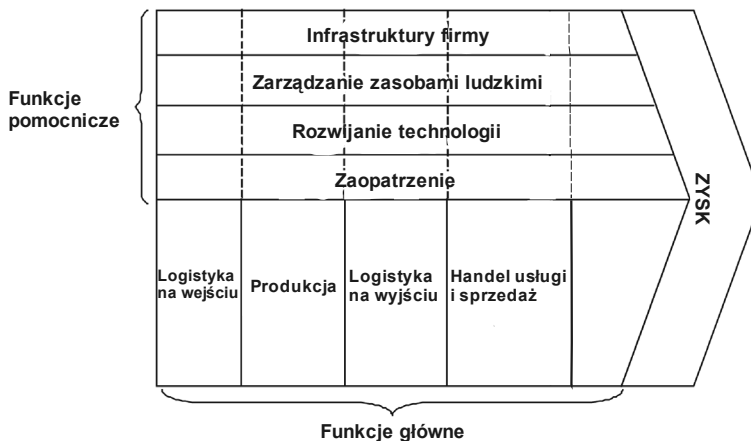 Infrastruktury firmy
Zarządzanie zasobami ludzkimi
Funkcje
pomocnicze
Rozwijanie technologii
Zaopatrzenie
ZYSK
Logistyka
na wejściu
Produkcja
Logistyka
na wyjściu
Handel usługi
i sprzedaż
Funkcje główne